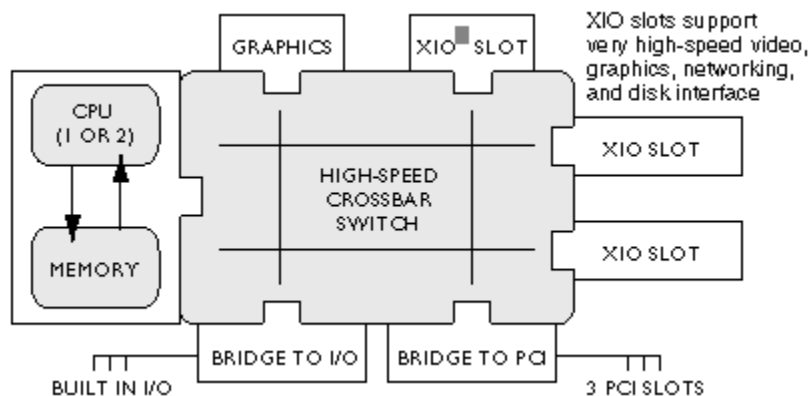 GRAPHICS
XIO SLOT
XIO slots support
very high-speed video,
graphics, networking,
and disk interface
CPU
(1 OR 2)
MEMORY
HIGH-SPEED
CROSSBAR
SWITCH
XIO SLOT
XIO SLOT
BRIDGE TO I/O
BRIDGE TO PCI
BUILT IN I/O
3 PCI SLOTS